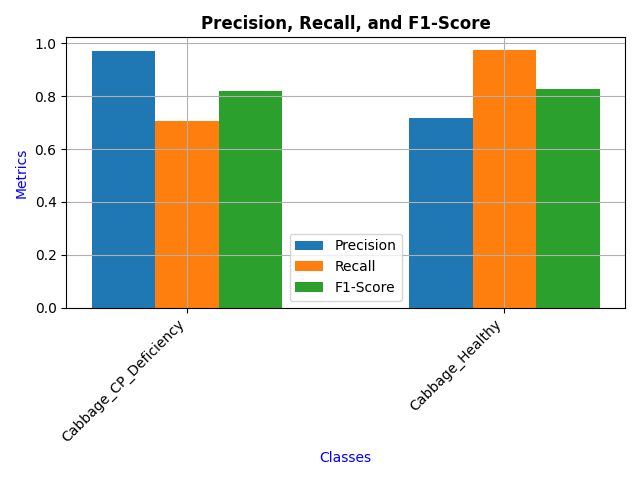 Precision, Recall, and F1-Score
Metrics
1.0
0.8
0.6
0.4
0.2
0.0
Precision
Recall
F1-Score
Cabbage_CP_Deficiency
Cabbage_Healthy
Classes